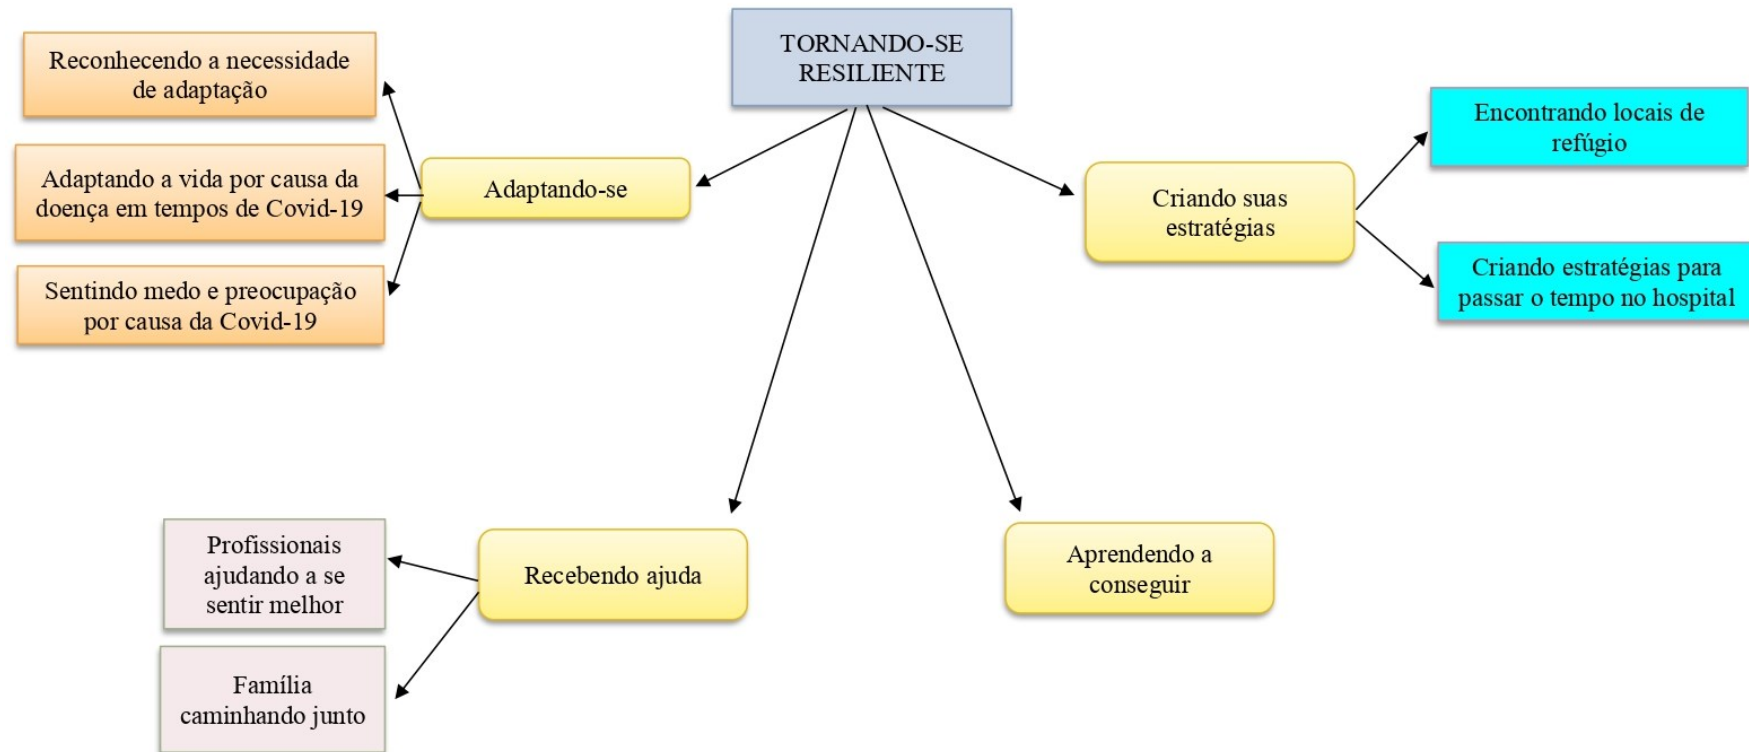 TORNANDO-SE
RESILIENTE
Reconhecendo a necessidade
de adaptação
Adaptando a vida por causa da
doença em tempos de Covid-19
Sentindo medo e preocupação
por causa da Covid-19
Adaptando-se
Criando suas
estratégias
Encontrando locais de
refúgio
Criando estratégias para
passar o tempo no hospital
Profissionais
ajudando a se
sentir melhor
Família
caminhando junto
Recebendo ajuda
Aprendendo a
conseguir